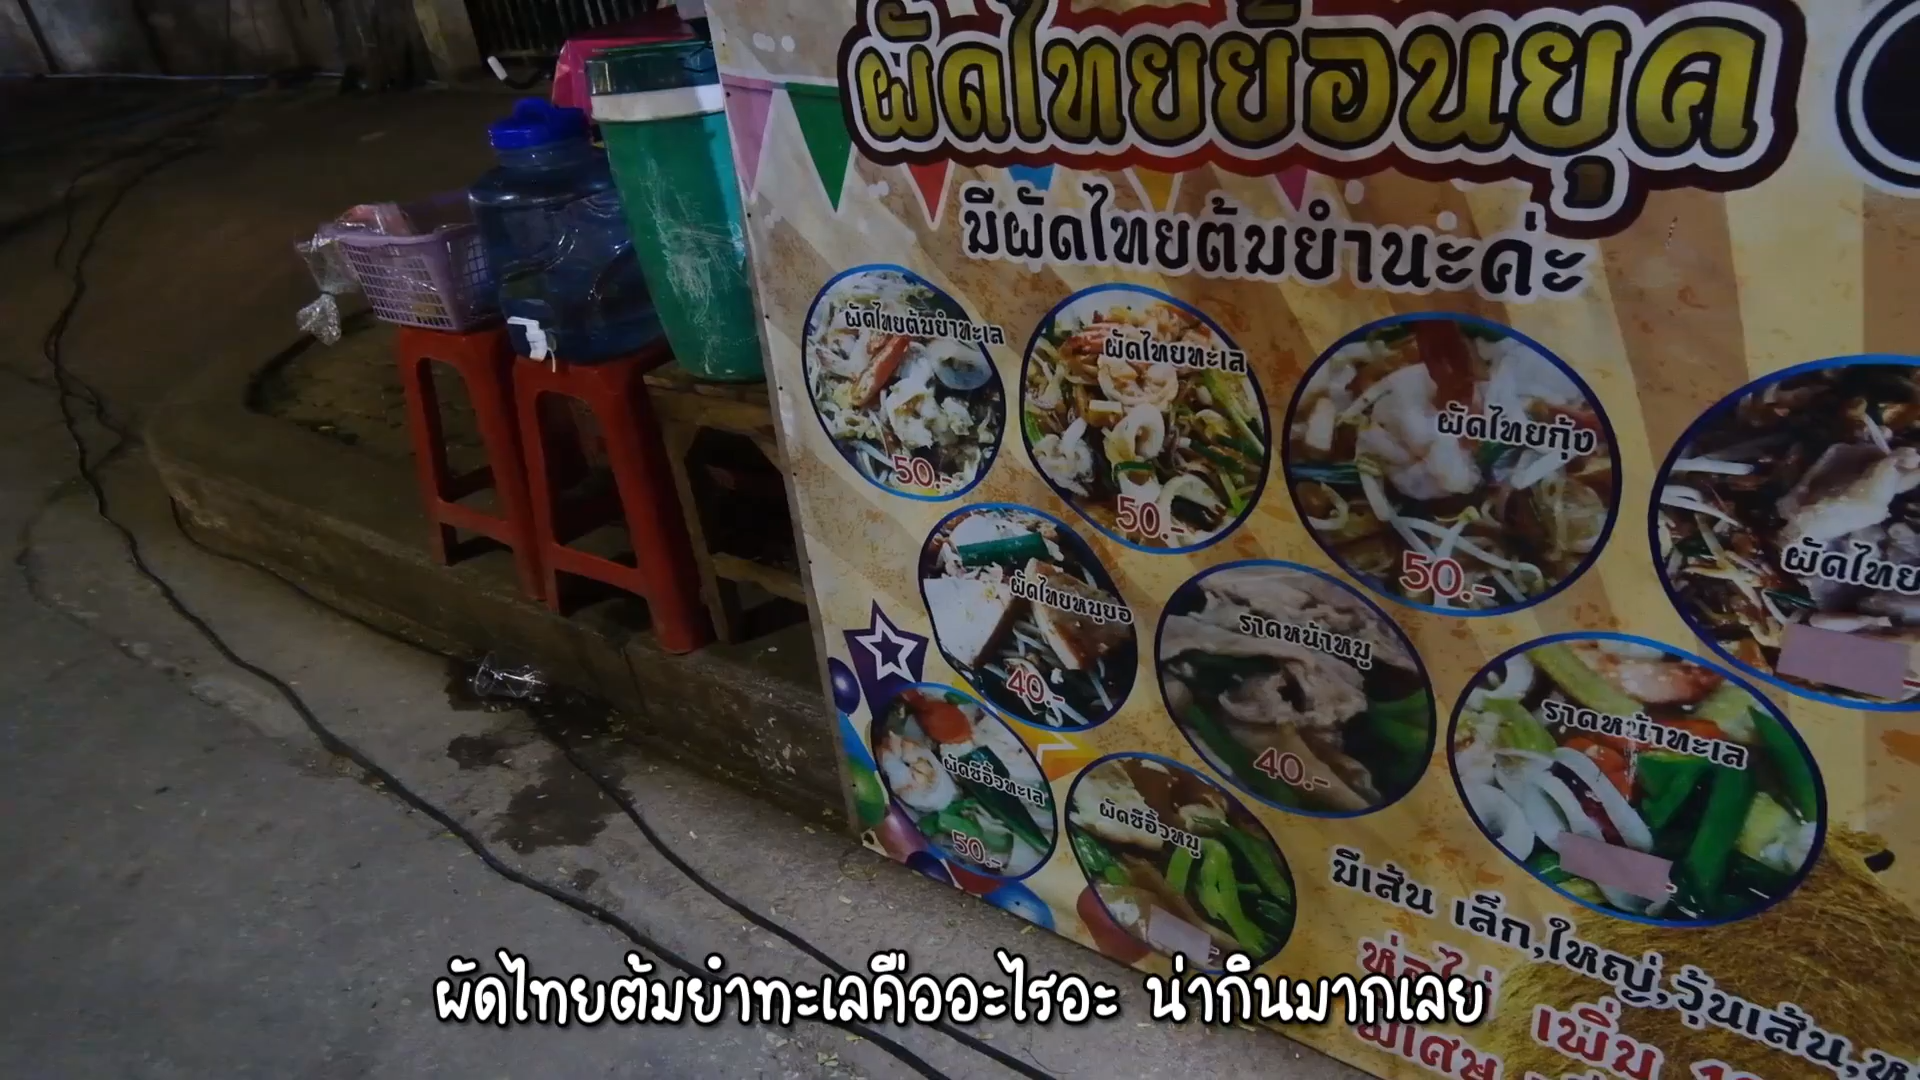 ผัดไทยย้อนยุค
มีผัดไทยต้มยำนะค่ะ
ผัดไทยต้มยำทะเล
50.-
ผัดไทยทะเล
50.-
ผัดไทยกุ้ง
50.-
ผัดไทย
ผัดไทยหมูยอ
40.-
ราดหน้าหมู
40.-
ราดหน้าทะเล
ผัดซีอิ้วทะเล
50.-
ผัดซีอิ้วหมู
มีเส้น เล็ก,ใหญ่,วุ้นเส้น,
ห่อไข่ เพิ่ม
พิเศษ
ผัดไทยต้มยำทะเลคืออะไรอะ น่ากินมากเลย